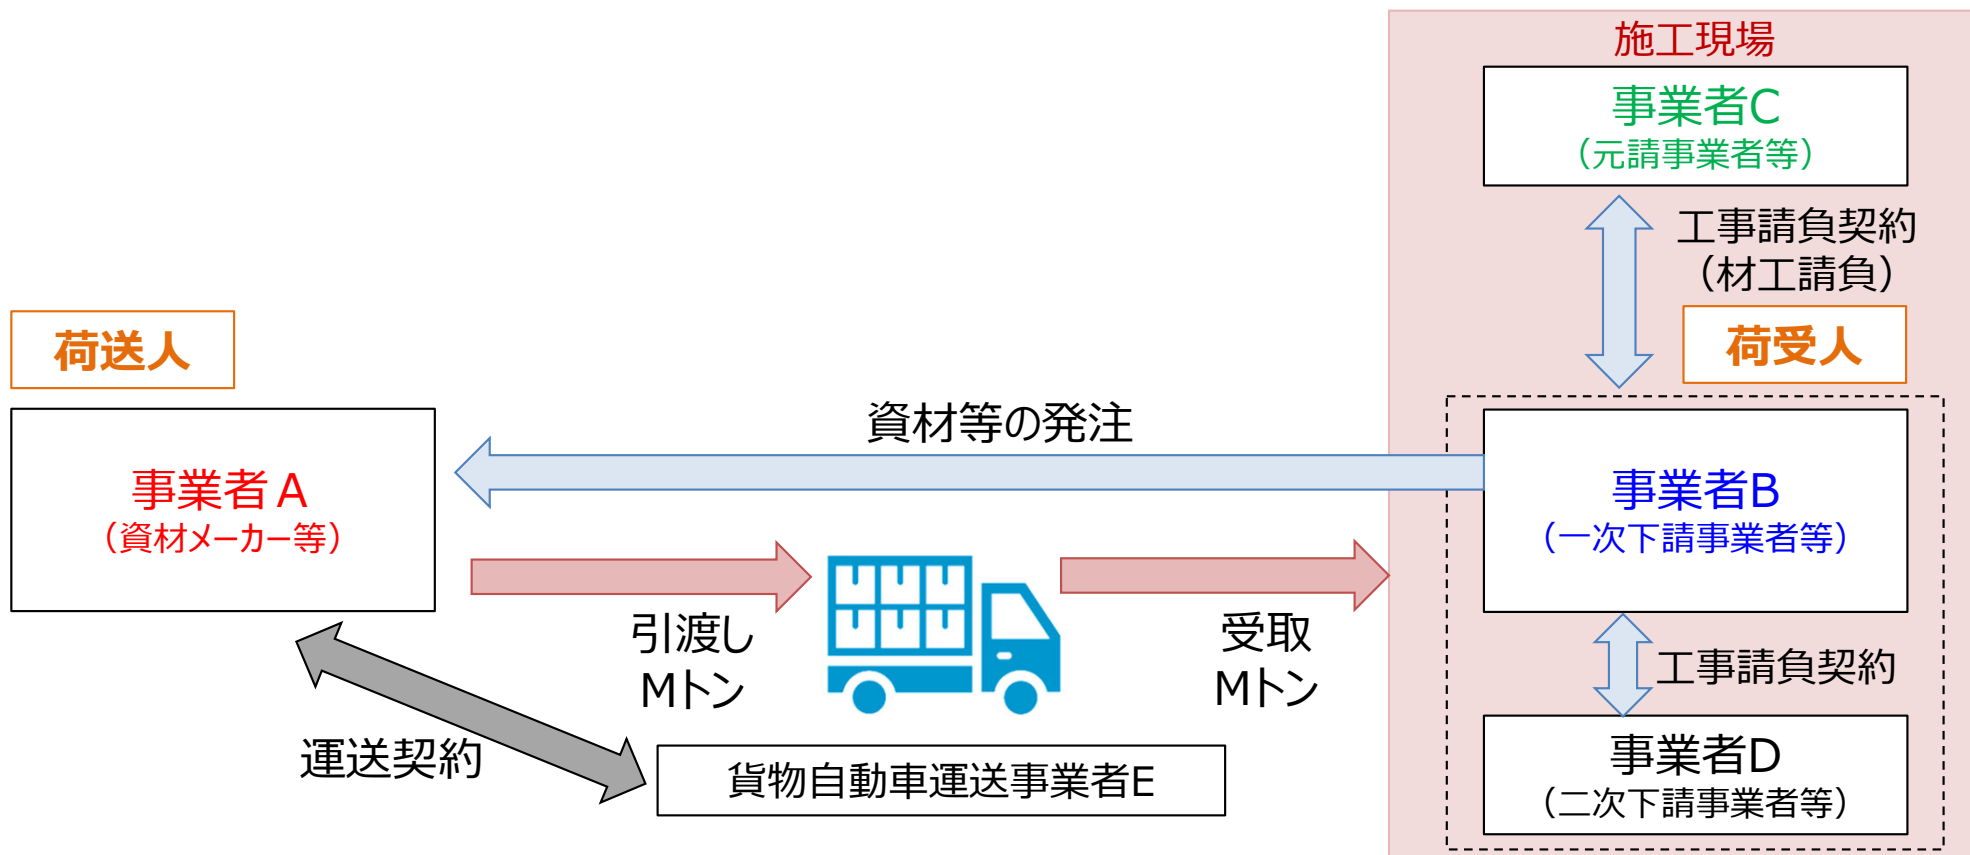 施工現場
事業者C
（元請事業者等）
工事請負契約
（材工請負）
荷送人
荷受人
資材等の発注
事業者A
（資材メーカー等）
事業者B
（一次下請事業者等）
引渡し
Mトン
受取
Mトン
工事請負契約
運送契約
貨物自動車運送事業者E
事業者D
（二次下請事業者等）